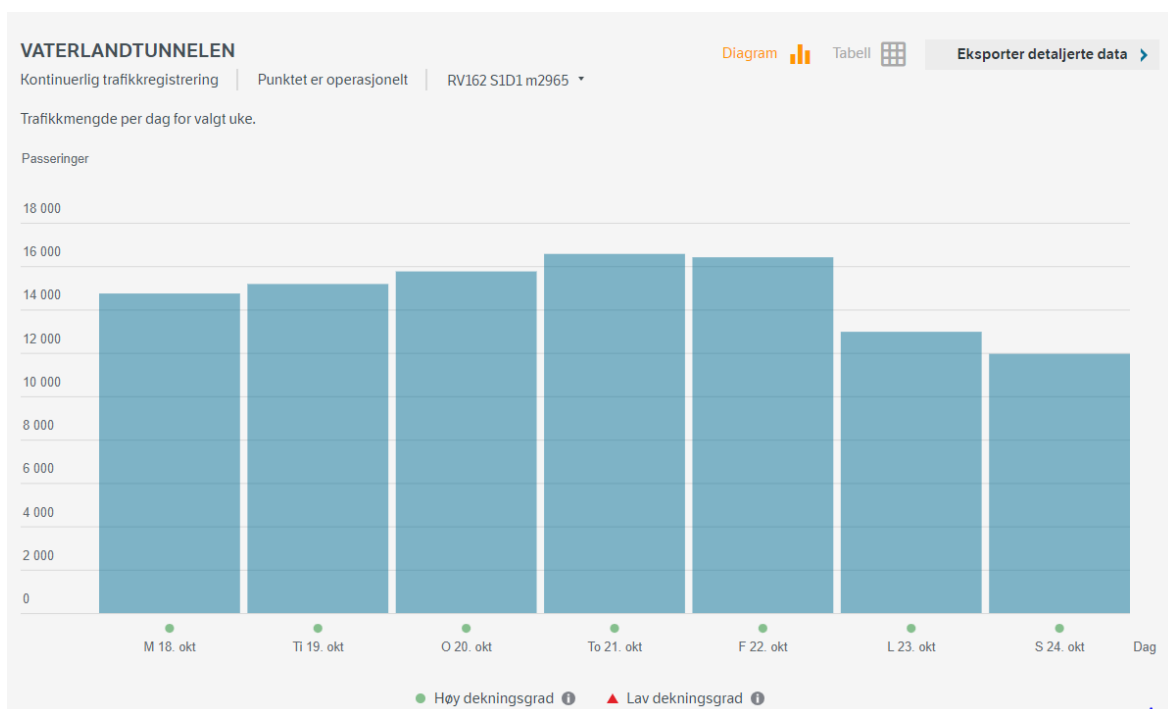 VATERLANDTUNNELEN
Diagram Tabell Eksporter detaljerte data
Kontinuerlig trafikkregistrering Punktet er operasjonelt RV162 S1D1 m2965
Trafikkmengde per dag for valgt uke.
Passeringer
18 000
16 000
14 000
12 000
10 000
8 000
6 000
4 000
2 000
0
M 18. okt Ti 19. okt O 20. okt To 21. okt F 22. okt L 23. okt S 24. okt Dag
Høy dekningsgrad Lav dekningsgrad